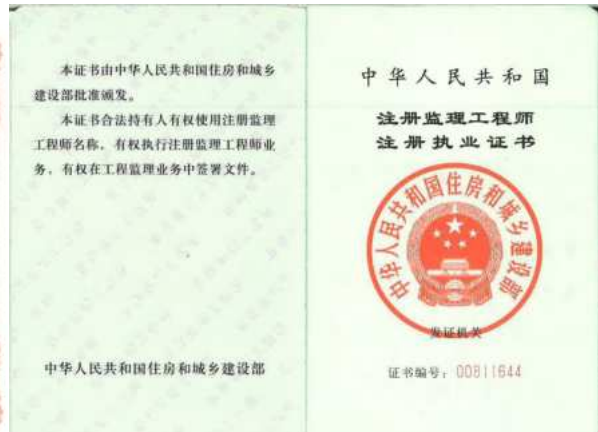 本证书由中华人民共和国住房和城乡
建设部批准颁发。
本证书合法持有人有权使用注册监理
工程师名称，有权执行注册监理工程师业
务，有权在工程监理业务中签署文件。
中华人民共和国住房和城乡建设部
中华人民共和国
注册监理工程师
注册执业证书
中华人民共和国住房和城乡建设部
发证机关
证书编号：00811644